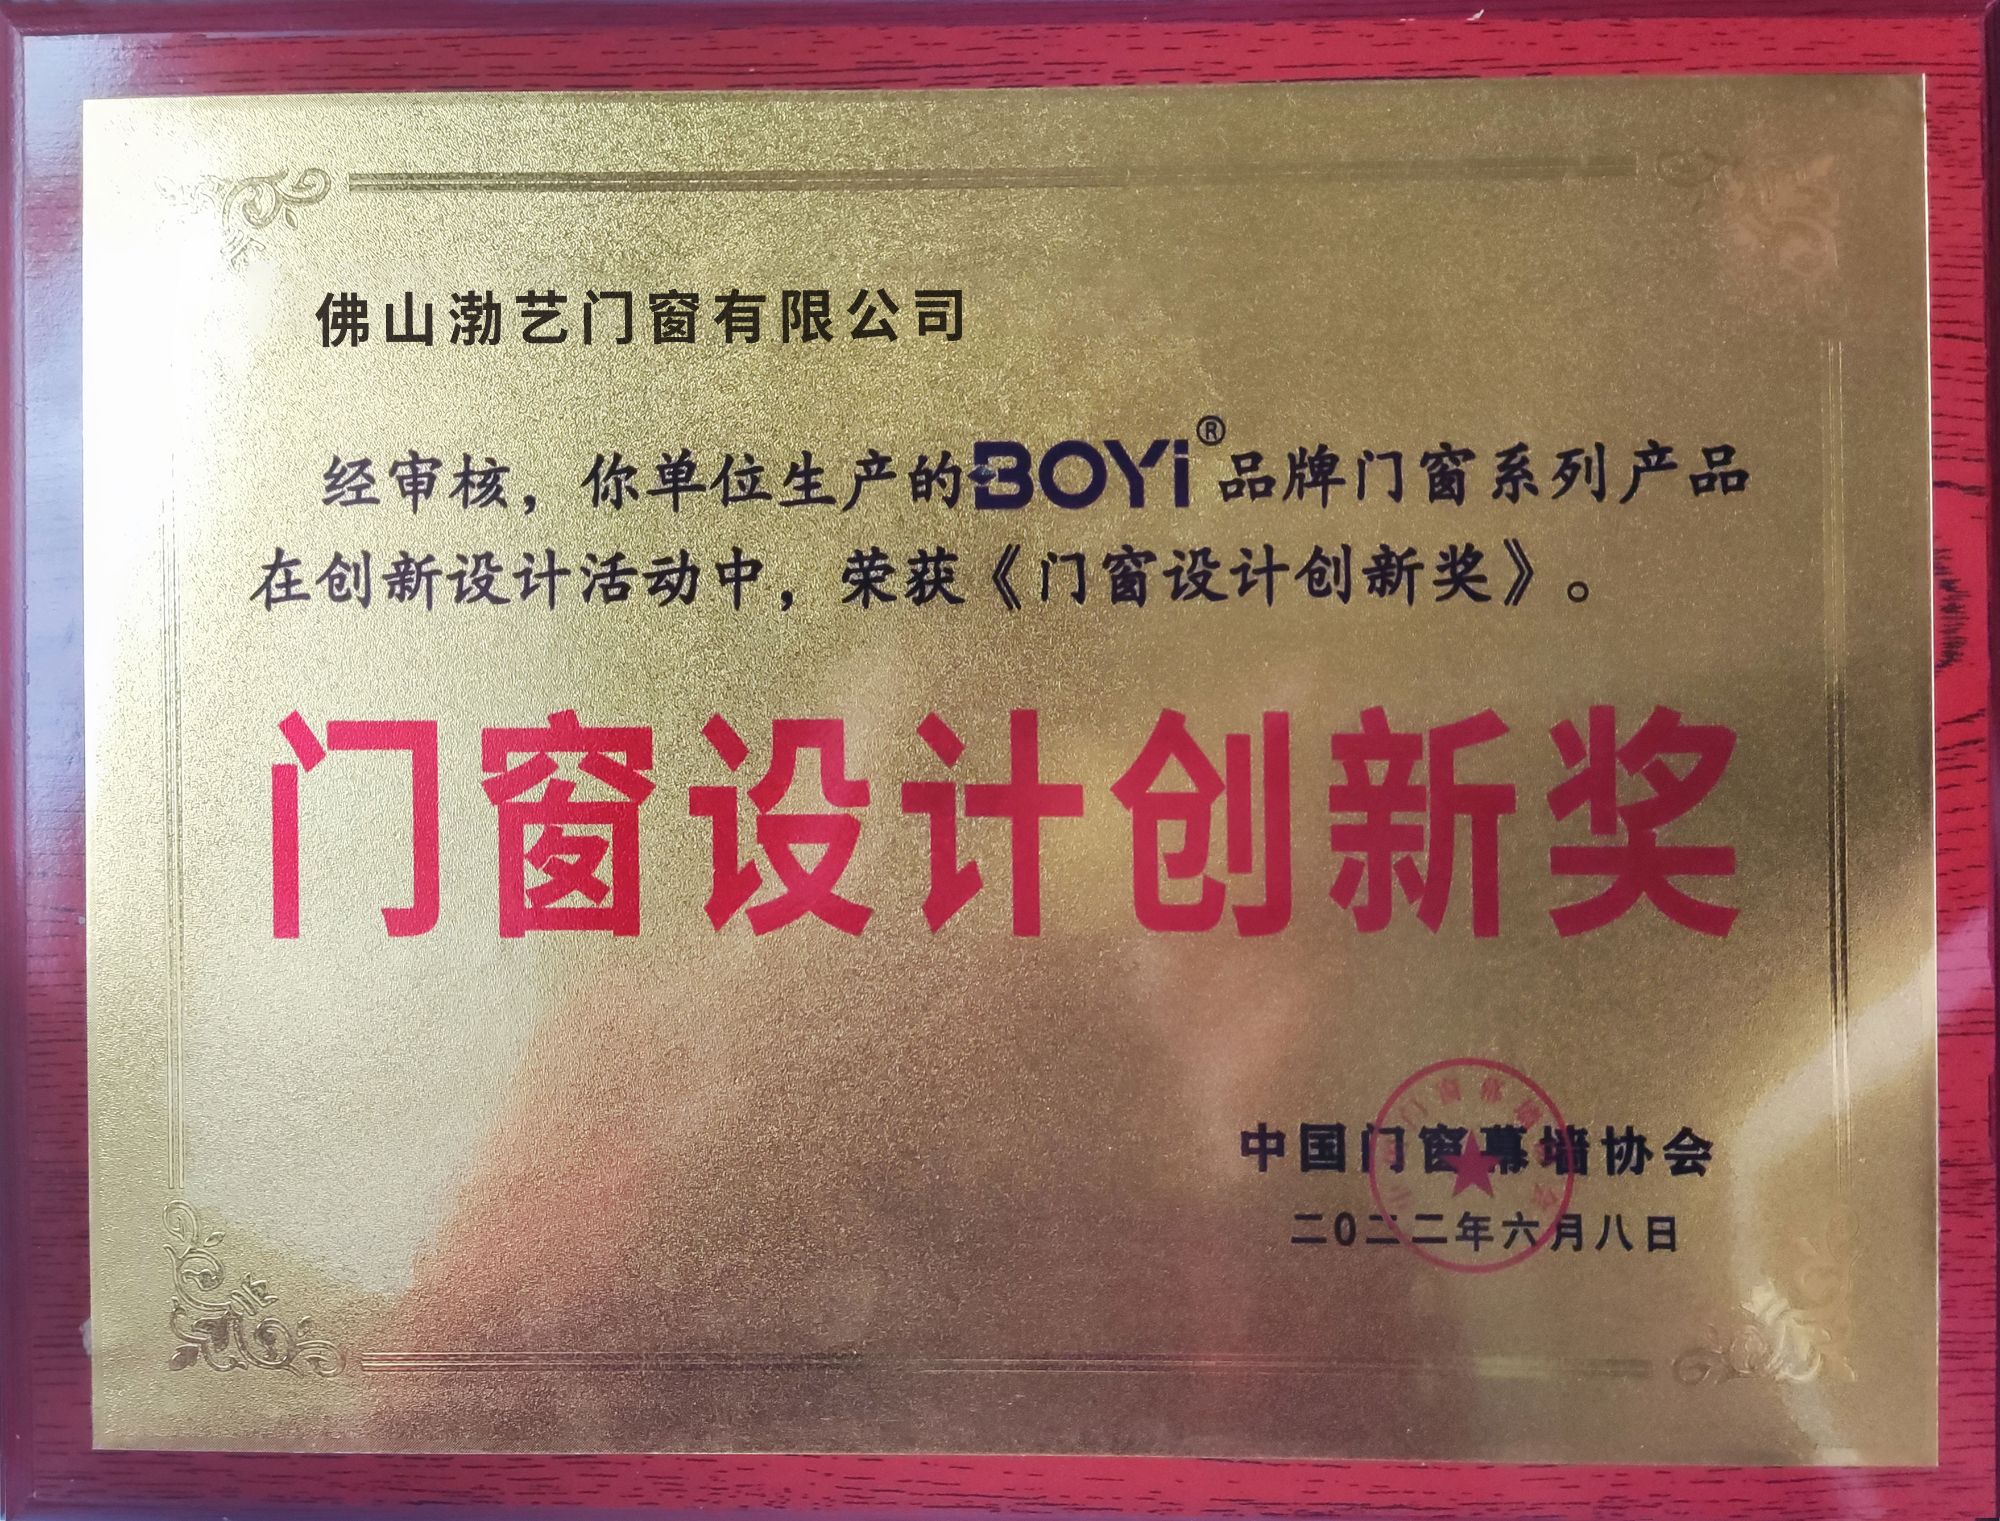 佛山渤艺门窗有限公司
经审核，你单位生产的BOYi®品牌门窗系列产品
在创新设计活动中，荣获《门窗设计创新奖》。
门窗设计创新奖
中国门窗幕墙协会
二0二二年六月八日